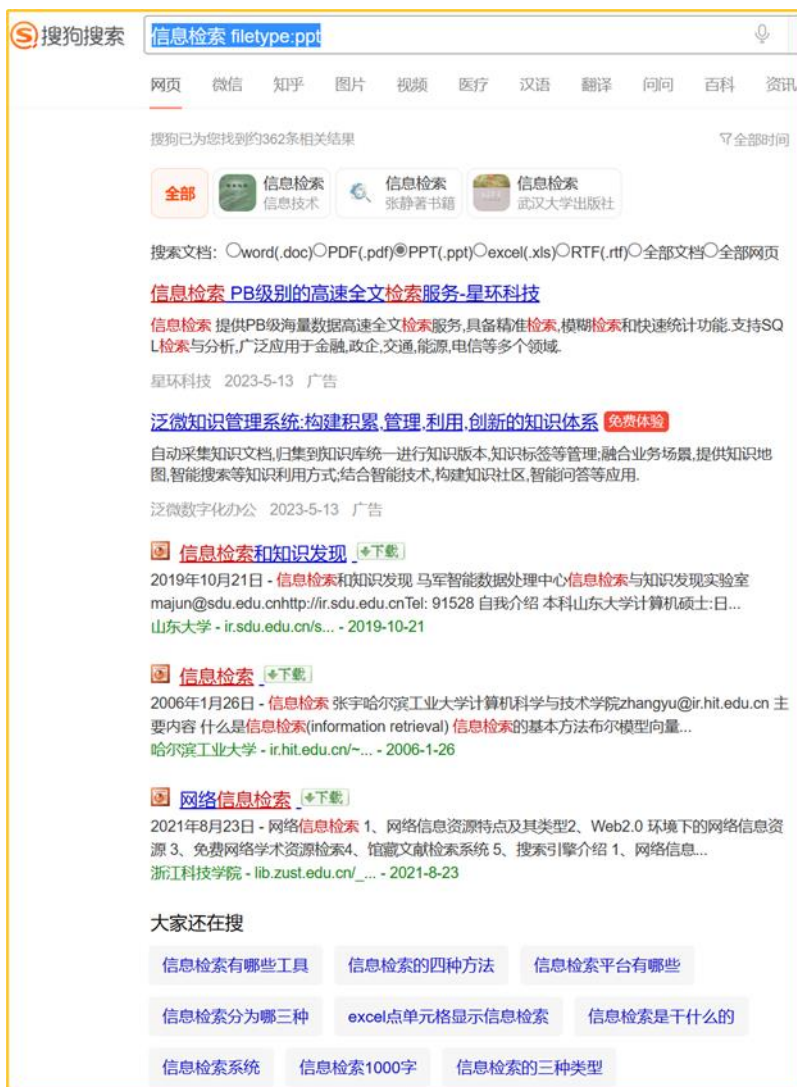 搜狗搜索
信息检索 filetype:ppt
网页 微信 知乎 图片 视频 医疗 汉语 翻译 问问 百科 资讯
搜狗已为您找到约362条相关结果 全部时间
全部 信息检索 信息技术 信息检索 张静著书籍 信息检索 武汉大学出版社
搜索文档: word(.doc) PDF(.pdf) PPT(.ppt) excel(.xls) RTF(.rtf) 全部文档 全部网页
信息检索 PB级别的高速全文检索服务-星环科技
信息检索 提供PB级海量数据高速全文检索服务,具备精准检索,模糊检索和快速统计功能.支持SQ
L检索与分析,广泛应用于金融,政企,交通,能源,电信等多个领域.
星环科技 2023-5-13 广告
泛微知识管理系统:构建积累,管理,利用,创新的知识体系 免费体验
自动采集知识文档,归集到知识库统一进行知识版本,知识标签等管理;融合业务场景,提供知识地
图,智能搜索等知识利用方式;结合智能技术,构建知识社区,智能问答等应用.
泛微数字化办公 2023-5-13 广告
信息检索和知识发现 下载
2019年10月21日 - 信息检索和知识发现 马军智能数据处理中心信息检索与知识发现实验室
majun@sdu.edu.cnhttp://ir.sdu.edu.cnTel: 91528 自我介绍 本科山东大学计算机硕士:日...
山东大学 - ir.sdu.edu.cn/s... - 2019-10-21
信息检索 下载
2006年1月26日 - 信息检索 张宇哈尔滨工业大学计算机科学与技术学院zhangyu@ir.hit.edu.cn 主
要内容 什么是信息检索(information retrieval) 信息检索的基本方法布尔模型向量...
哈尔滨工业大学 - ir.hit.edu.cn/~... - 2006-1-26
网络信息检索 下载
2021年8月23日 - 网络信息检索 1、网络信息资源特点及其类型2、Web2.0 环境下的网络信息资
源 3、免费网络学术资源检索4、馆藏文献检索系统 5、搜索引擎介绍 1、网络信息...
浙江科技学院 - lib.zust.edu.cn/_... - 2021-8-23
大家还在搜
信息检索有哪些工具 信息检索的四种方法 信息检索平台有哪些
信息检索分为哪三种 excel点单元格显示信息检索 信息检索是干什么的
信息检索系统 信息检索1000字 信息检索的三种类型